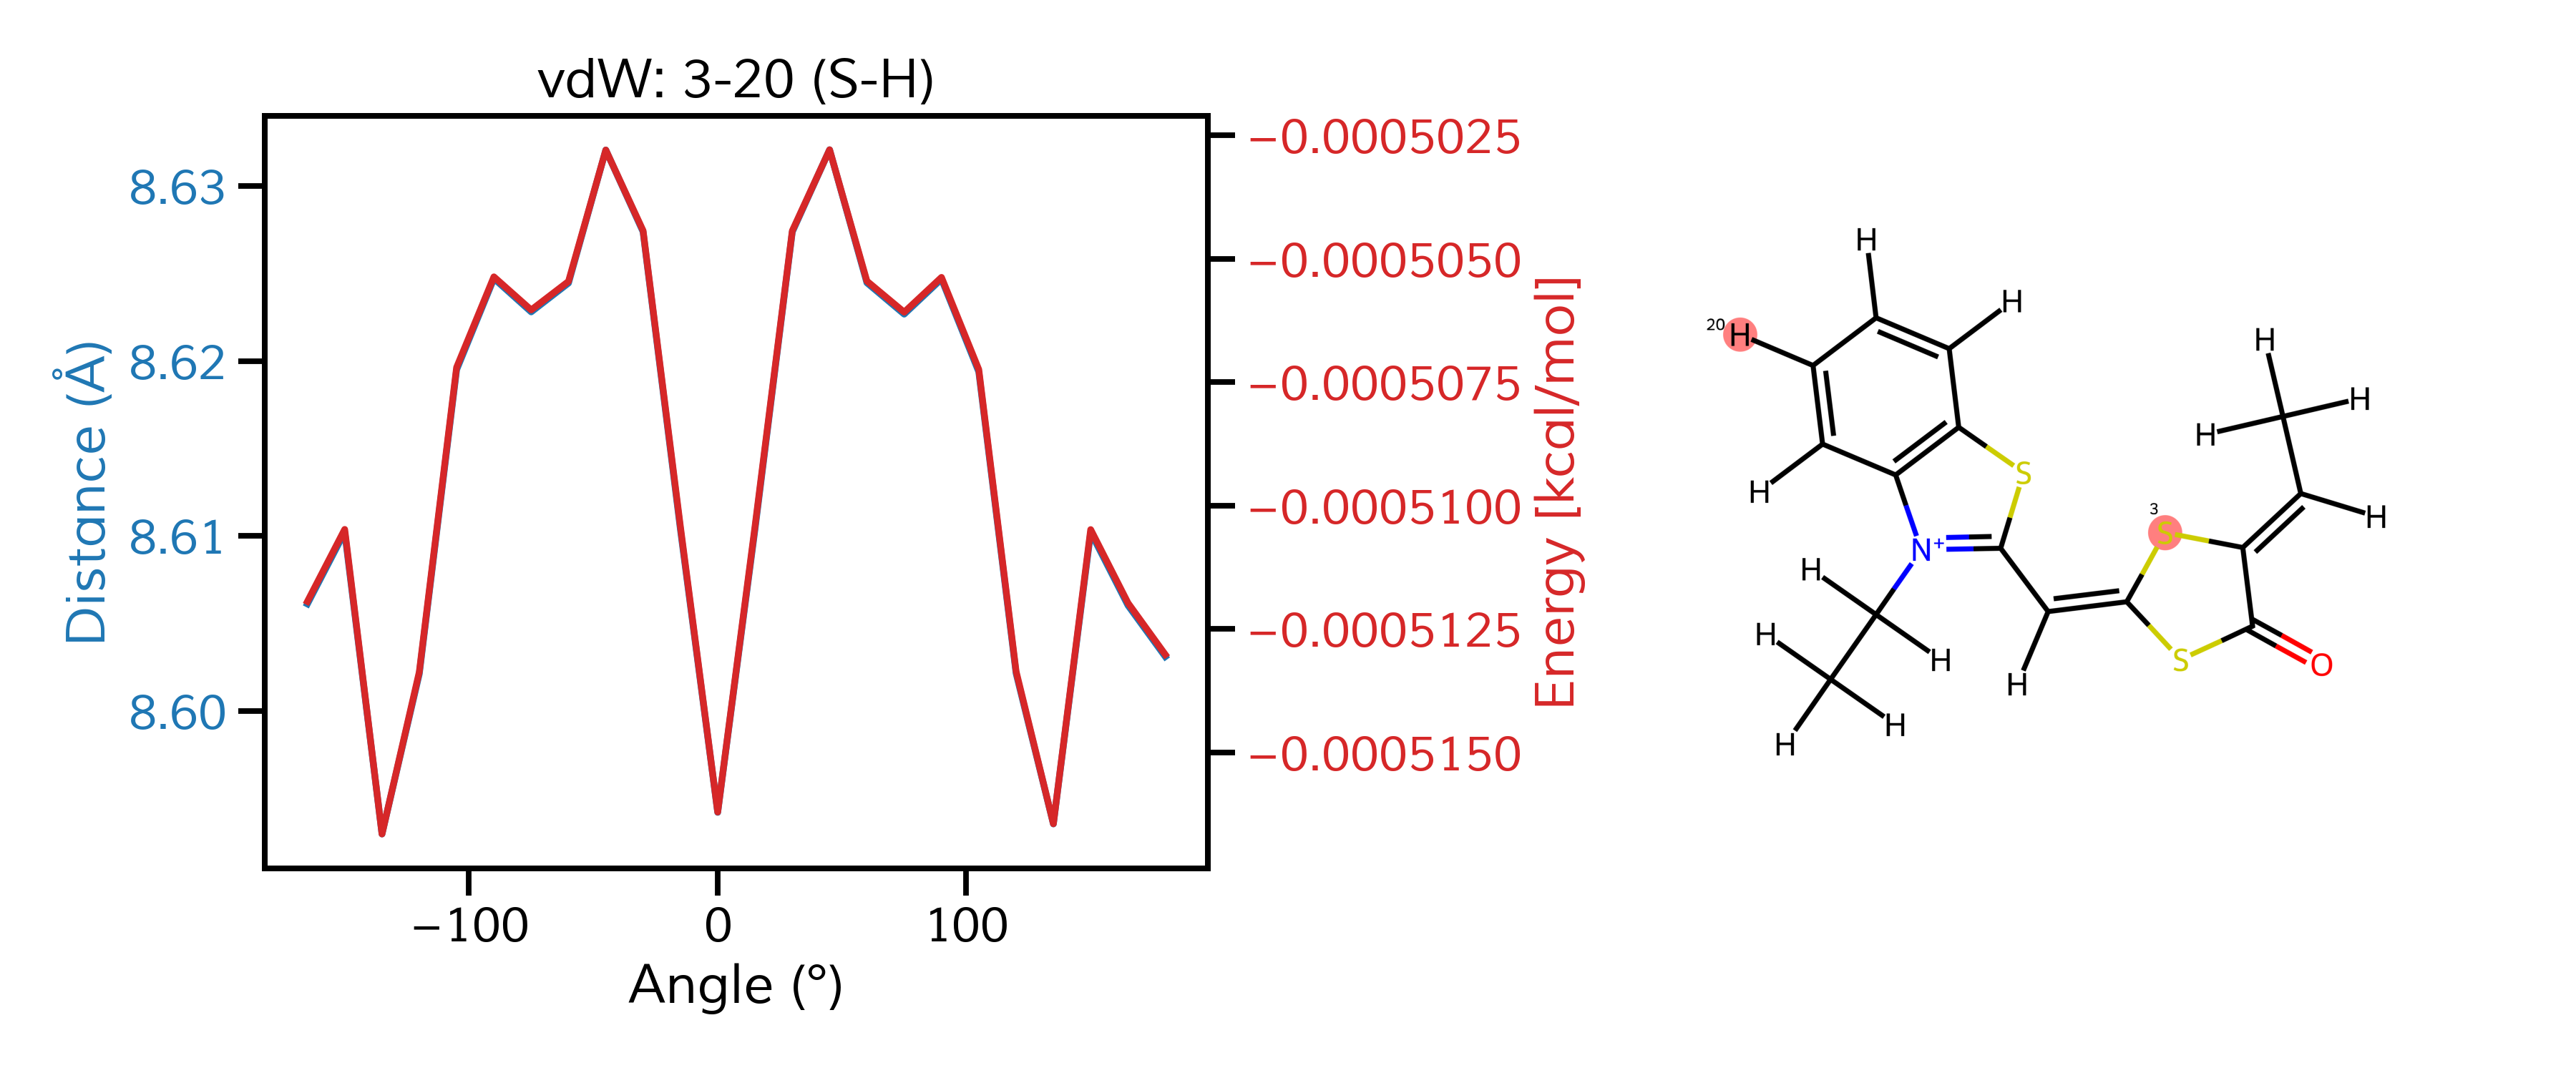 vdW: 3-20 (S-H)
Distance (Å)
8.63
8.62
8.61
8.60
−100
0
100
Angle (°)
−0.0005025
−0.0005050
−0.0005075
−0.0005100
−0.0005125
−0.0005150
Energy [kcal/mol]
H
H
20
H
H
H
H
H
S
3
S
H
N+
H
H
H
H
S
O
H
H
H